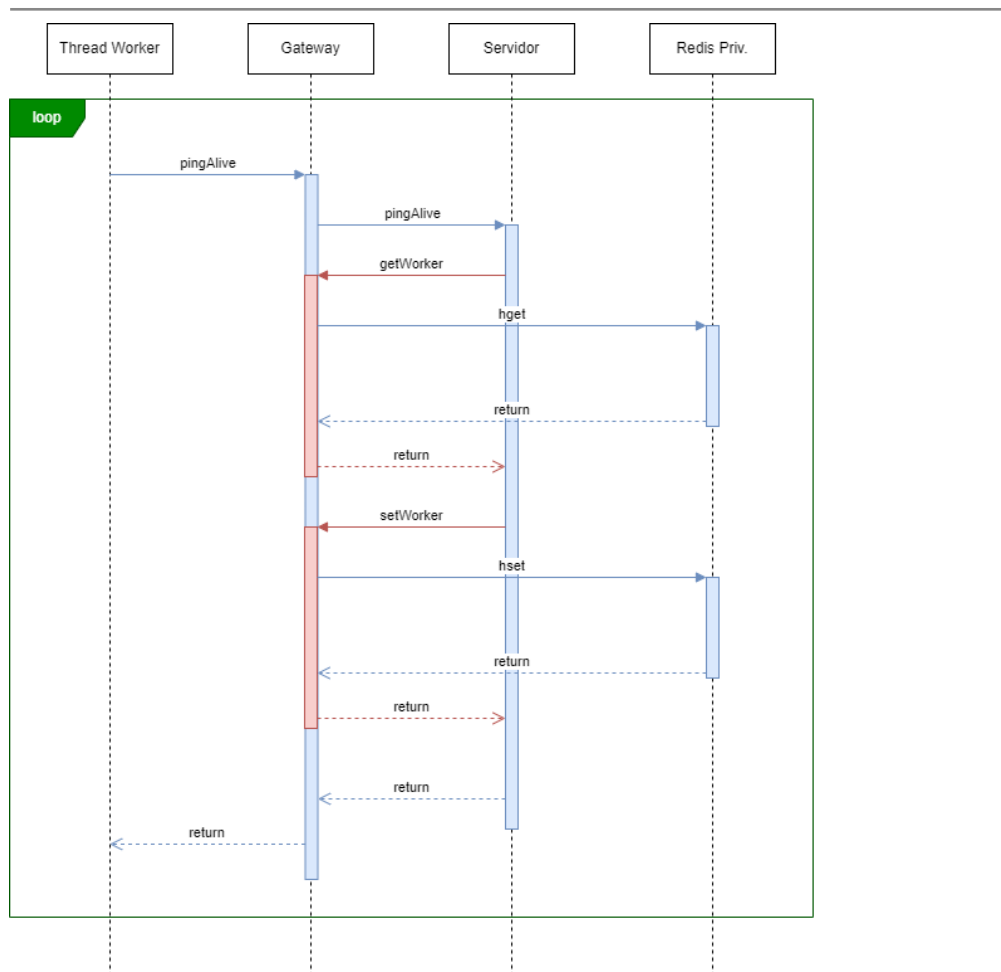 Thread Worker
Gateway
Servidor
Redis Priv.
loop
pingAlive
pingAlive
getWorker
hget
return
return
setWorker
hset
return
return
return
return